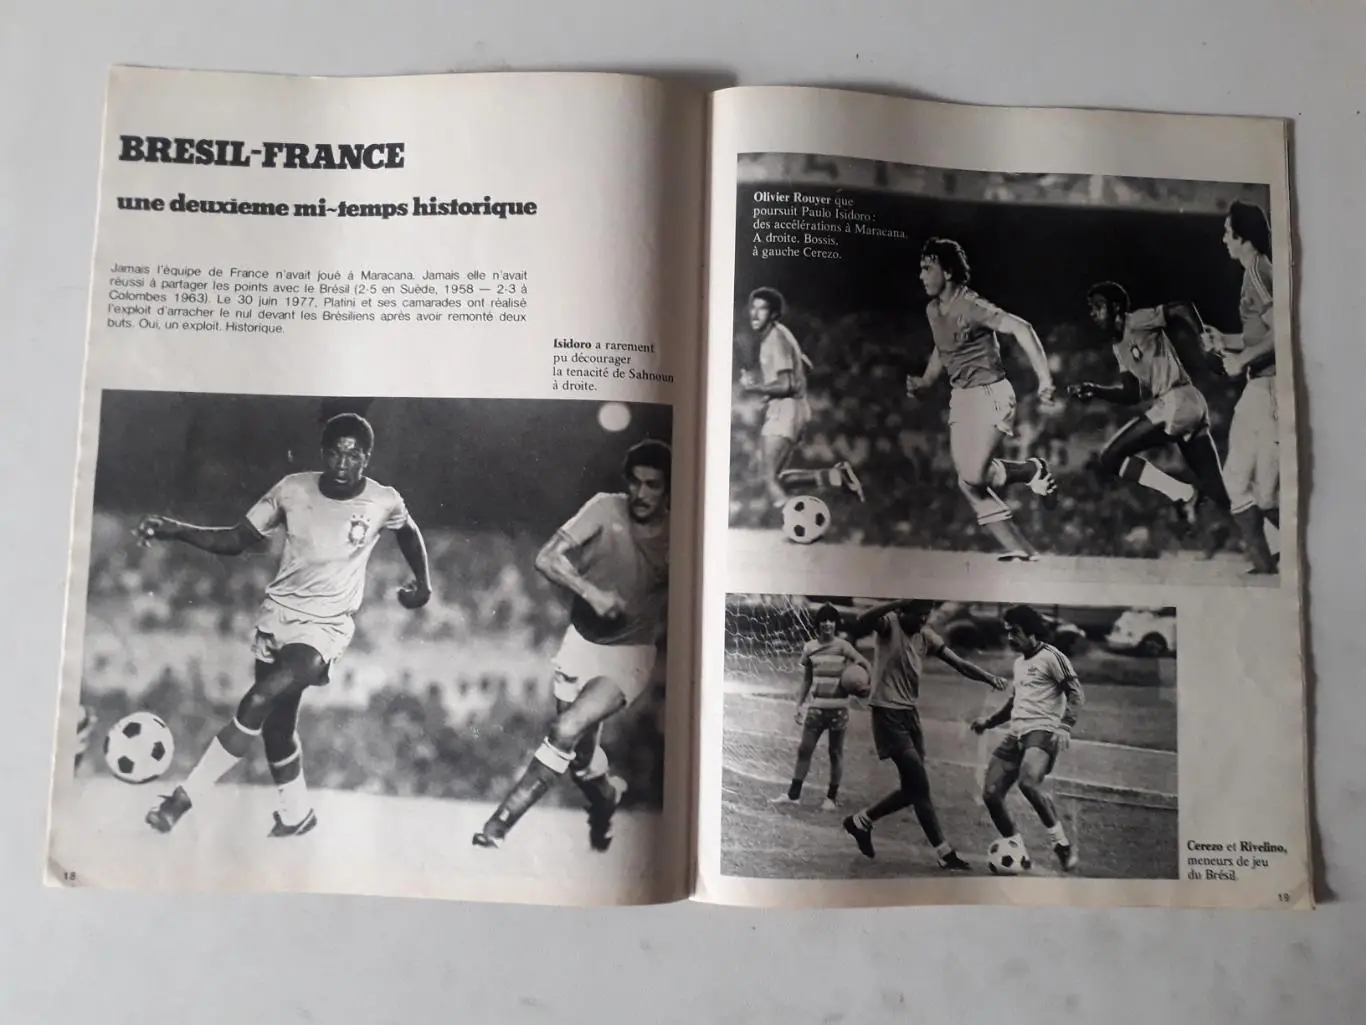 BRESIL-FRANCE
une deuxieme mi-temps historique
Jamais l'équipe de France n'avait joué à Maracana. Jamais elle n'avait
réussi à partager les points avec le Brésil (2-5 en Suède, 1958 — 2-3 à
Colombes 1963). Le 30 juin 1977, Platini et ses camarades ont réalisé
l'exploit d'arracher le nul devant les Brésiliens après avoir remonté deux
buts. Oui, un exploit. Historique.
Isidoro a rarement
pu décourager
la tenacité de Sahnoun
à droite.
18
Olivier Rouyer que
poursuit Paulo Isidoro :
des accélérations à Maracana.
A droite, Bossis,
à gauche Cerezo.
Cerezo et Rivelino,
meneurs de jeu
du Brésil.
19